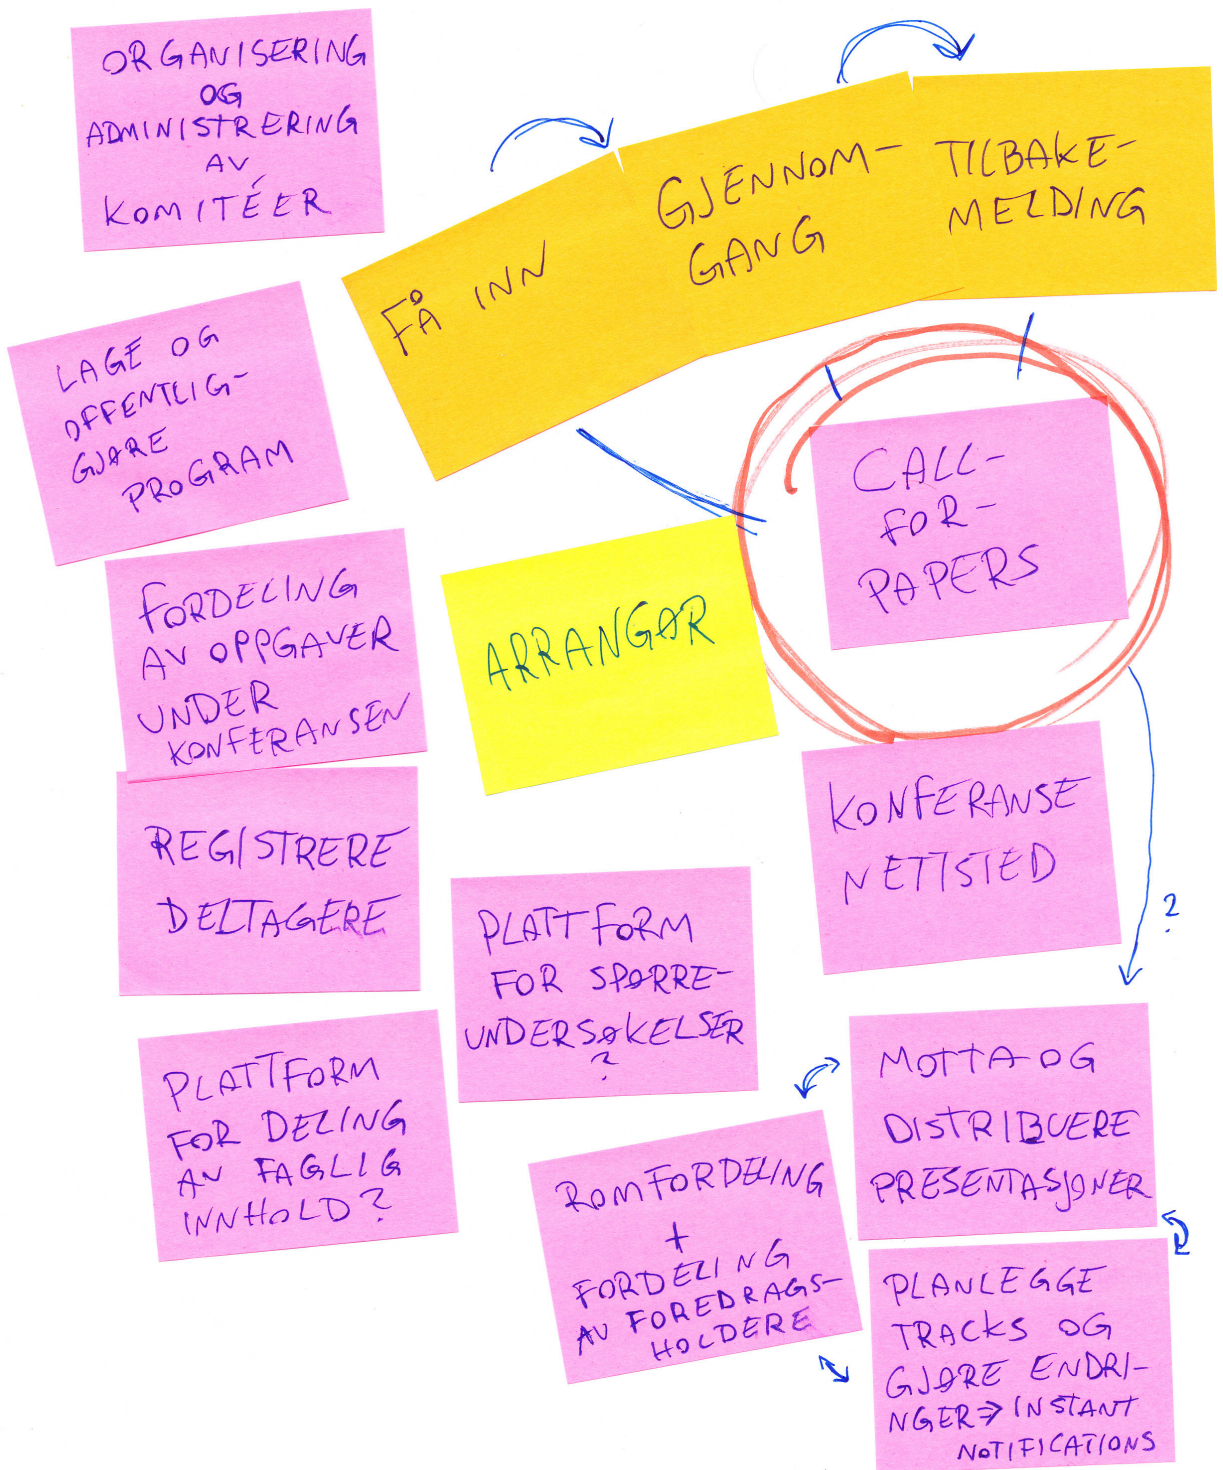 ORGANISERING
OG
ADMINISTRERING
AV
KOMITÉER
FÅ INN
GJENNOM-
GANG
TILBAKE-
MELDING
LAGE OG
OFFENTLIG-
GJØRE
PROGRAM
CALL-
FOR-
PAPERS
FORDELING
AV OPPGAVER
UNDER
KONFERANSEN
ARRANGØR
KONFERANSE
NETTSTED
REGISTRERE
DELTAGERE
PLATTFORM
FOR SPØRRE-
UNDERSØKELSER
?
?
PLATTFORM
FOR DELING
AV FAGLIG
INNHOLD?
MOTTA OG
DISTRIBUERE
PRESENTASJONER
ROMFORDELING
+
FORDELING
AV FOREDRAGS-
HOLDERE
PLANLEGGE
TRACKS OG
GJØRE ENDRI-
NGER ⇒ INSTANT
NOTIFICATIONS